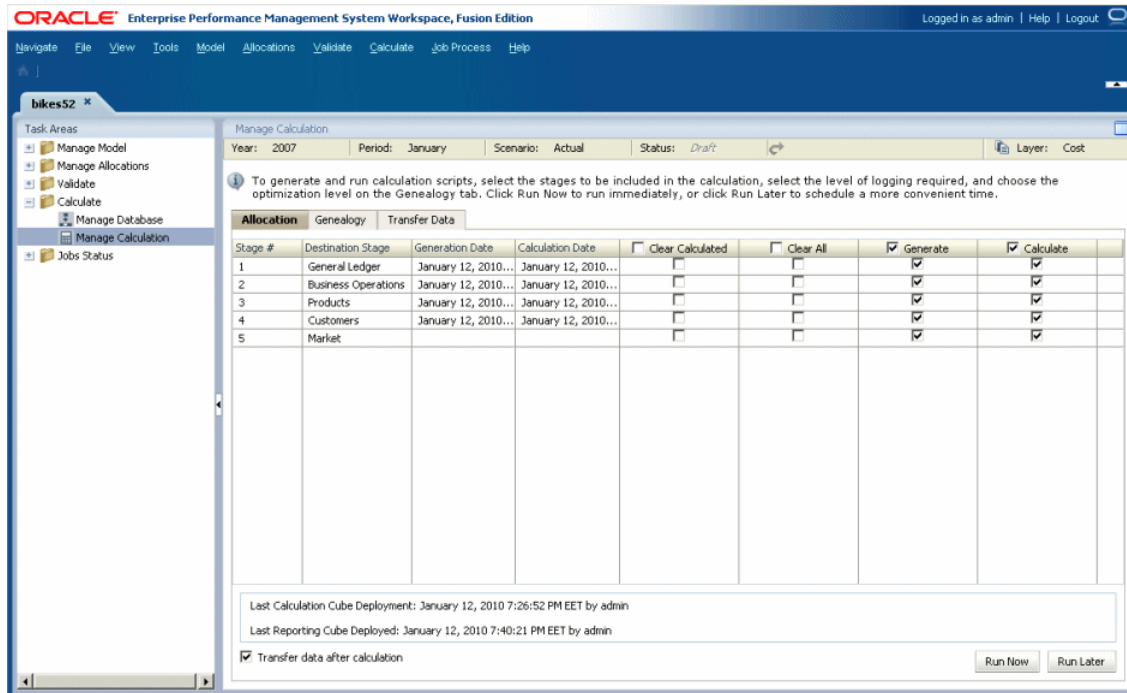 ORACLE Enterprise Performance Management System Workspace, Fusion Edition Logged in as admin | Help | Logout
Navigate File View Tools Model Allocations Validate Calculate Job Process Help
bikes52
Task Areas
Manage Model
Manage Allocations
Validate
Calculate
Manage Database
Manage Calculation
Jobs Status
Manage Calculation
Year: 2007 Period: January Scenario: Actual Status: Draft Layer: Cost
To generate and run calculation scripts, select the stages to be included in the calculation, select the level of logging required, and choose the
optimization level on the Genealogy tab. Click Run Now to run immediately, or click Run Later to schedule a more convenient time.
Allocation Genealogy Transfer Data
Stage # Destination Stage Generation Date Calculation Date Clear Calculated Clear All Generate Calculate
1 General Ledger January 12, 2010... January 12, 2010...
2 Business Operations January 12, 2010... January 12, 2010...
3 Products January 12, 2010... January 12, 2010...
4 Customers January 12, 2010... January 12, 2010...
5 Market
Last Calculation Cube Deployment: January 12, 2010 7:26:52 PM EET by admin
Last Reporting Cube Deployed: January 12, 2010 7:40:21 PM EET by admin
Transfer data after calculation Run Now Run Later